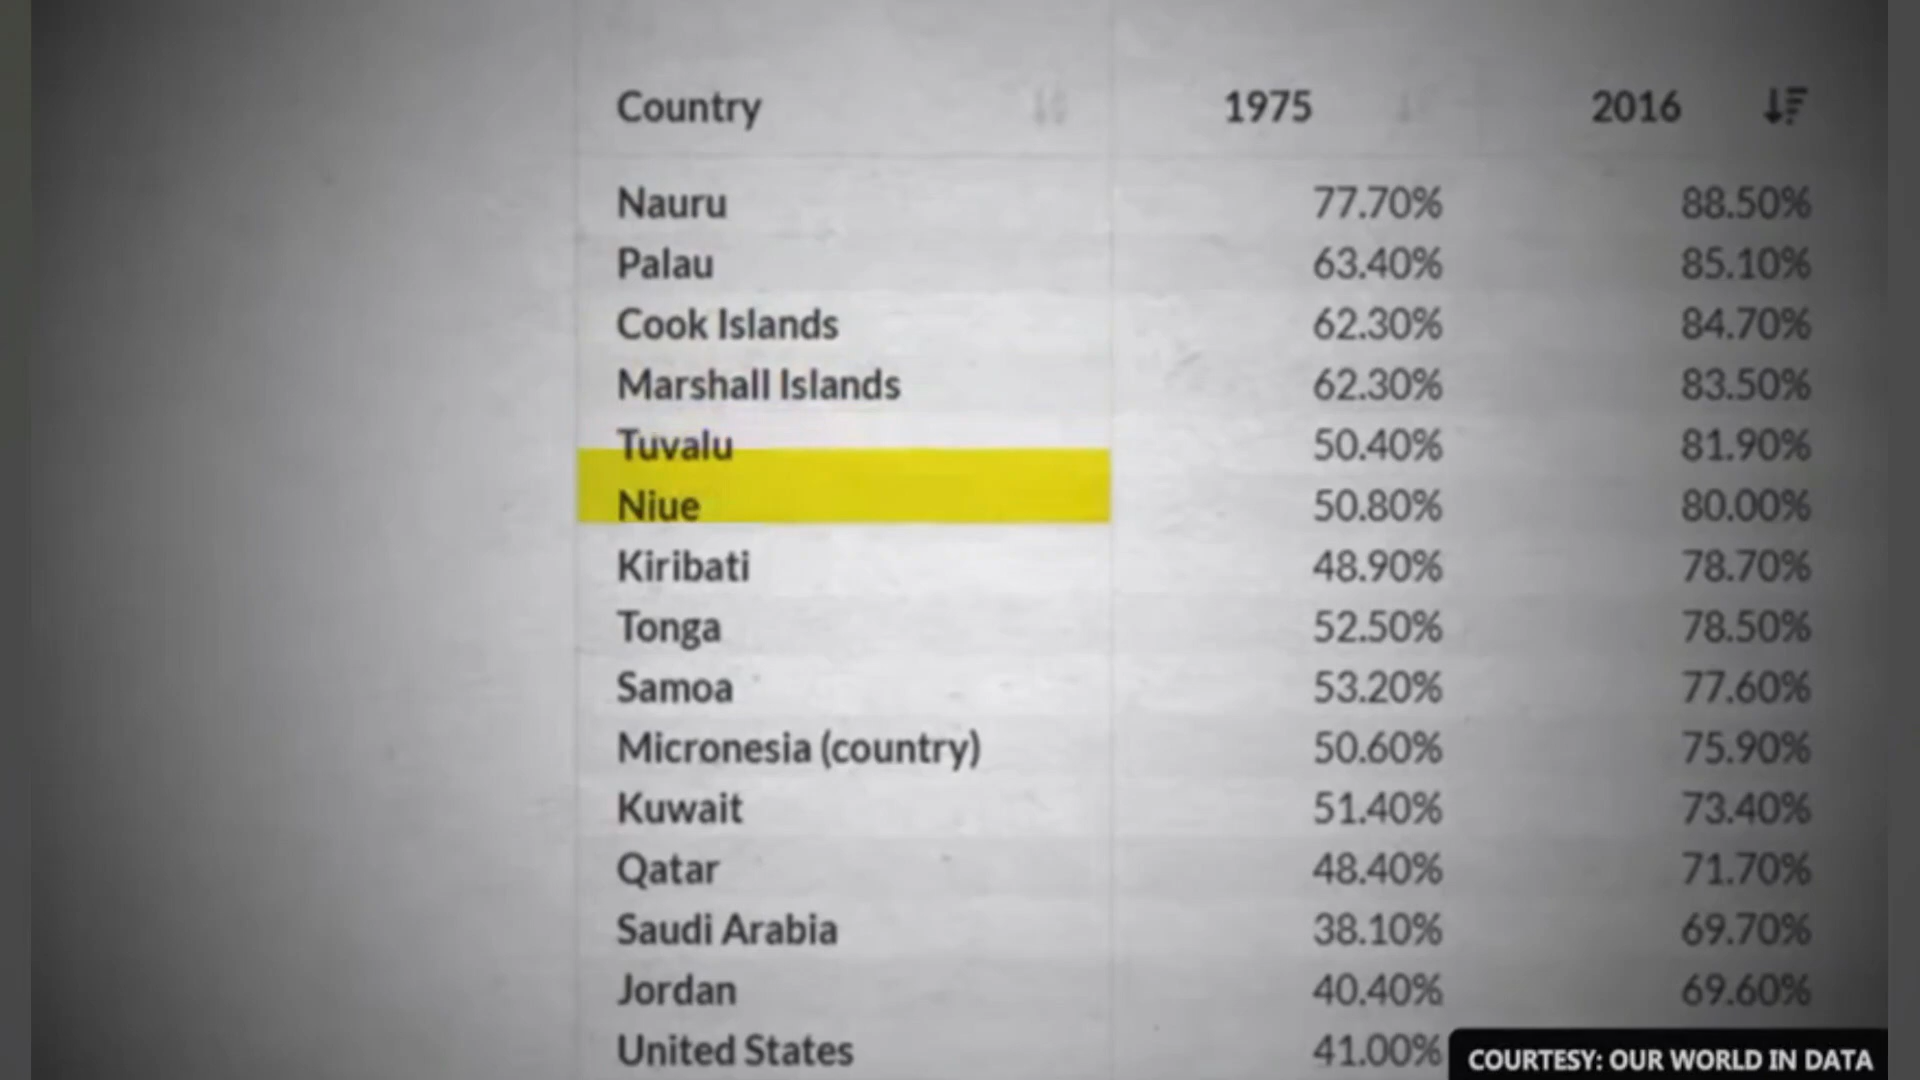 Country 1975 2016
Nauru 77.70% 88.50%
Palau 63.40% 85.10%
Cook Islands 62.30% 84.70%
Marshall Islands 62.30% 83.50%
Tuvalu 50.40% 81.90%
Niue 50.80% 80.00%
Kiribati 48.90% 78.70%
Tonga 52.50% 78.50%
Samoa 53.20% 77.60%
Micronesia (country) 50.60% 75.90%
Kuwait 51.40% 73.40%
Qatar 48.40% 71.70%
Saudi Arabia 38.10% 69.70%
Jordan 40.40% 69.60%
United States 41.00%
COURTESY: OUR WORLD IN DATA